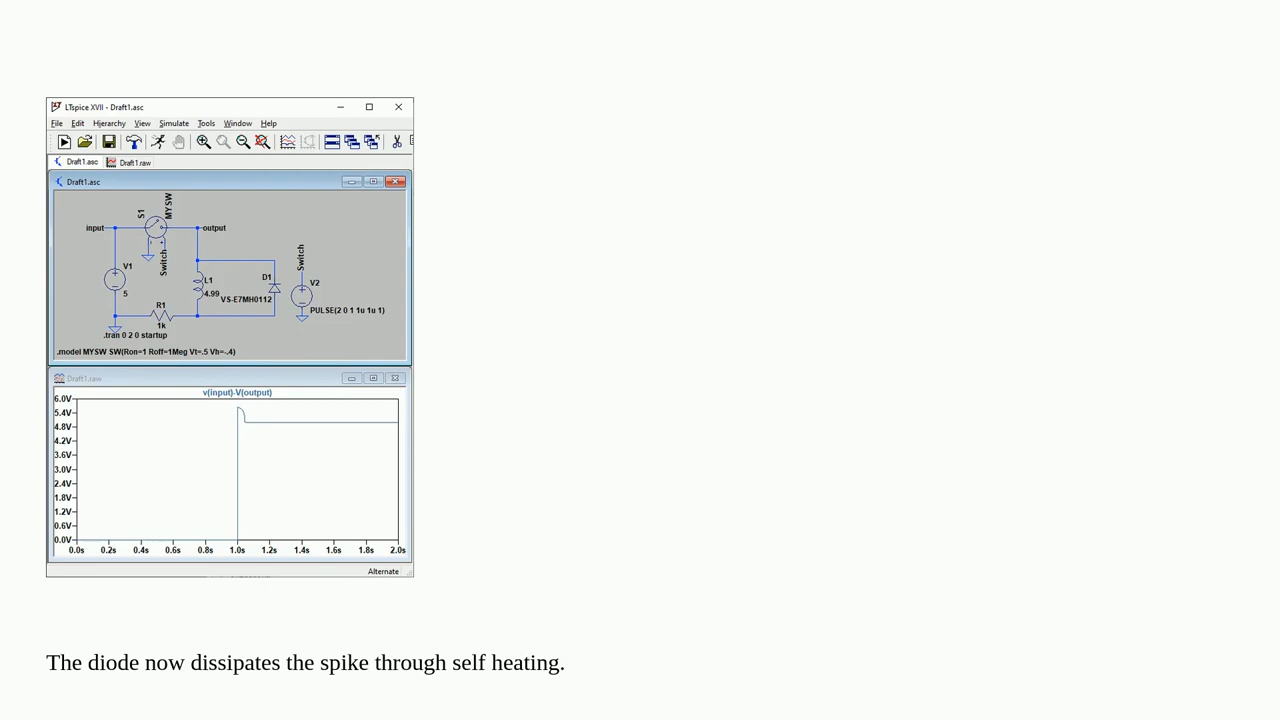 LTspice XVII - Draft1.asc
File Edit Hierarchy View Simulate Tools Window Help
Draft1.asc Draft1.raw
Draft1.asc
MYSW
S1
input output
Switch
Switch
V1
5
L1
4.99
D1
VS-E7MH0112
V2
R1
1k
PULSE(2 0 1 1u 1u 1)
.tran 0 2 0 startup
.model MYSW SW(Ron=1 Roff=1Meg Vt=.5 Vh=-.4)
Draft1.raw
v(input)-V(output)
6.0V
5.4V
4.8V
4.2V
3.6V
3.0V
2.4V
1.8V
1.2V
0.6V
0.0V
0.0s 0.2s 0.4s 0.6s 0.8s 1.0s 1.2s 1.4s 1.6s 1.8s 2.0s
Alternate
The diode now dissipates the spike through self heating.